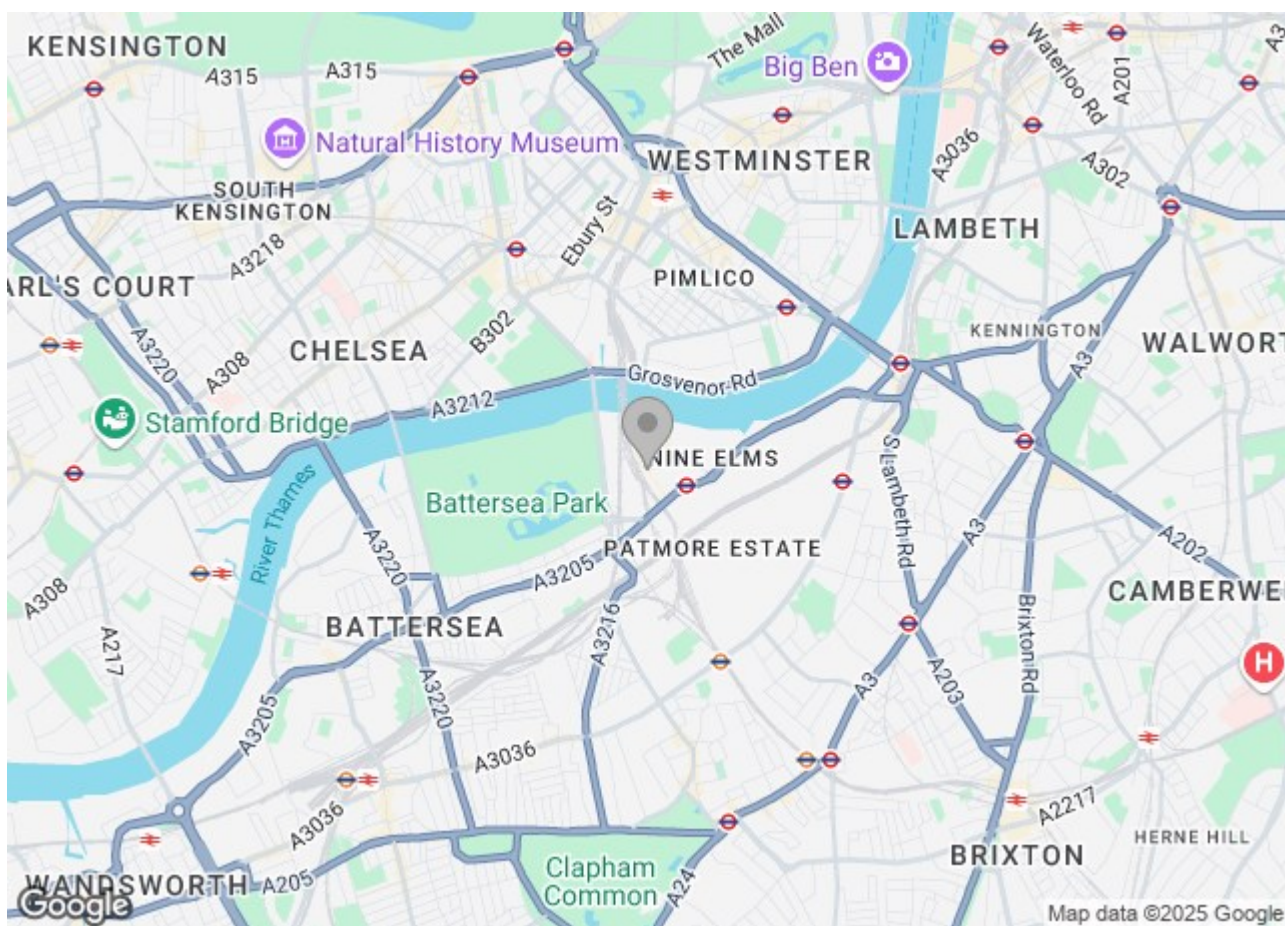 KENSINGTON
A315
A315
The Mall
Big Ben
Waterloo Rd
A201
A3
Natural History Museum
WESTMINSTER
A3036
A302
SOUTH
KENSINGTON
Ebury St
LAMBETH
A3218
ARL'S COURT
PIMLICO
B302
KENNINGTON
A3220
A308
CHELSEA
WALWORT
A3
Grosvenor Rd
A3212
Stamford Bridge
NINE ELMS
S Lambeth Rd
River Thames
Battersea Park
A3220
PATMORE ESTATE
A3
A202
A3205
A308
CAMBERWE
BATTERSEA
A3216
Brixton Rd
A217
H
A3220
A203
A3
A3205
A3036
A3036
A2217
HERNE HILL
BRIXTON
Clapham
Common
WANDSWORTH
A205
A24
Google
Map data ©2025 Google